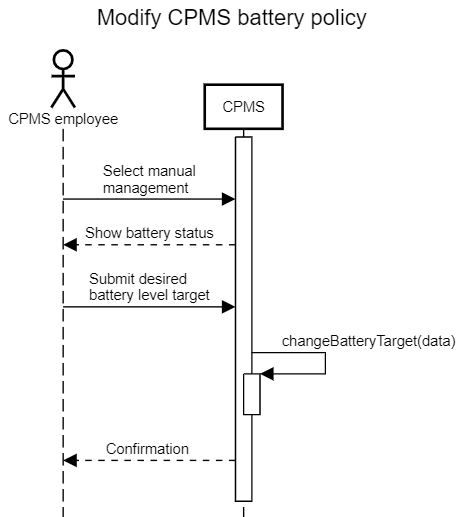 Modify CPMS battery policy
CPMS employee
CPMS
Select manual
management
Show battery status
Submit desired
battery level target
changeBatteryTarget(data)
Confirmation